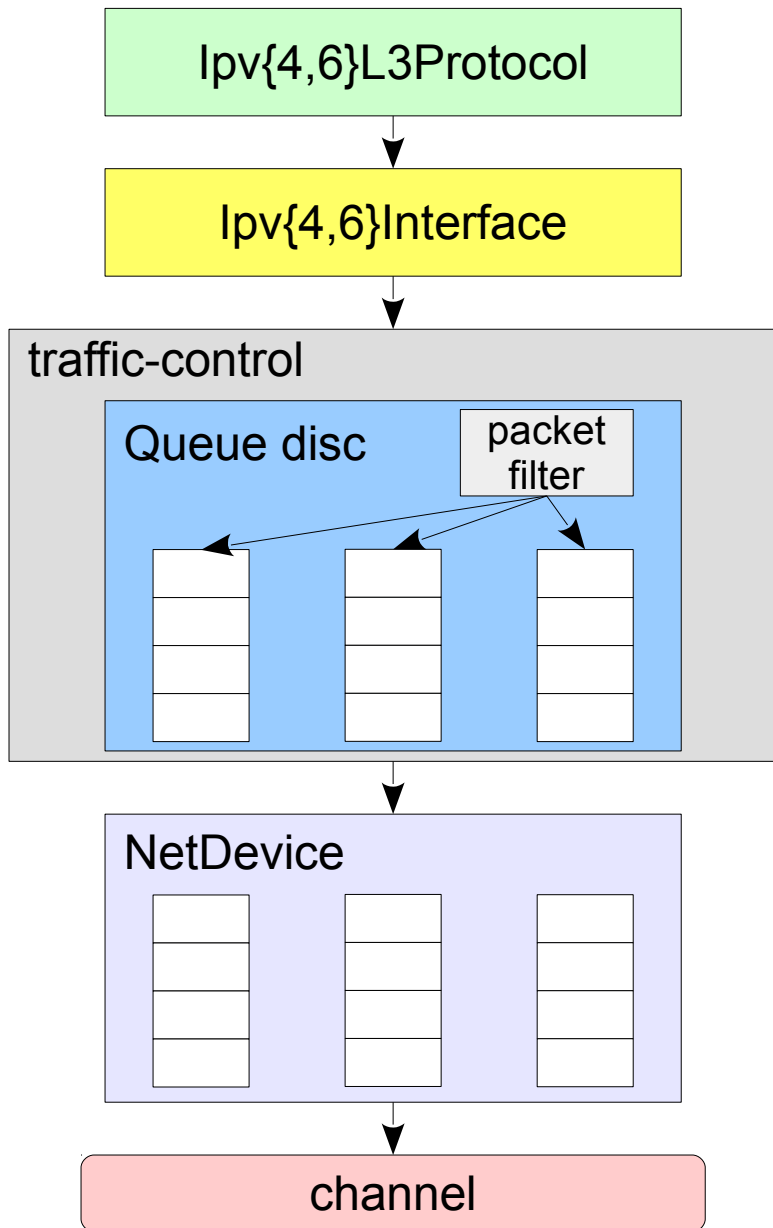 Ipv{4,6}L3Protocol
Ipv{4,6}Interface
traffic-control
Queue disc
packet
filter
NetDevice
channel